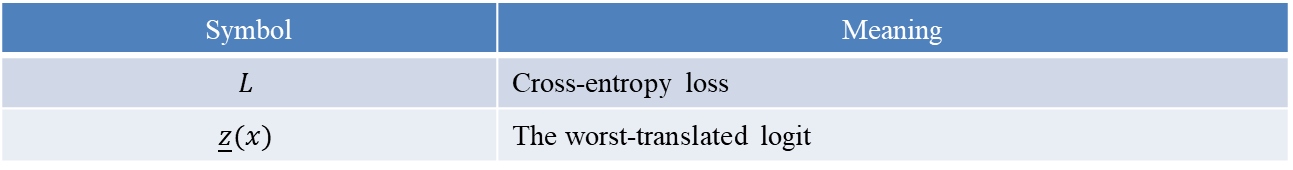 Symbol Meaning
L Cross-entropy loss
z̲(x) The worst-translated logit